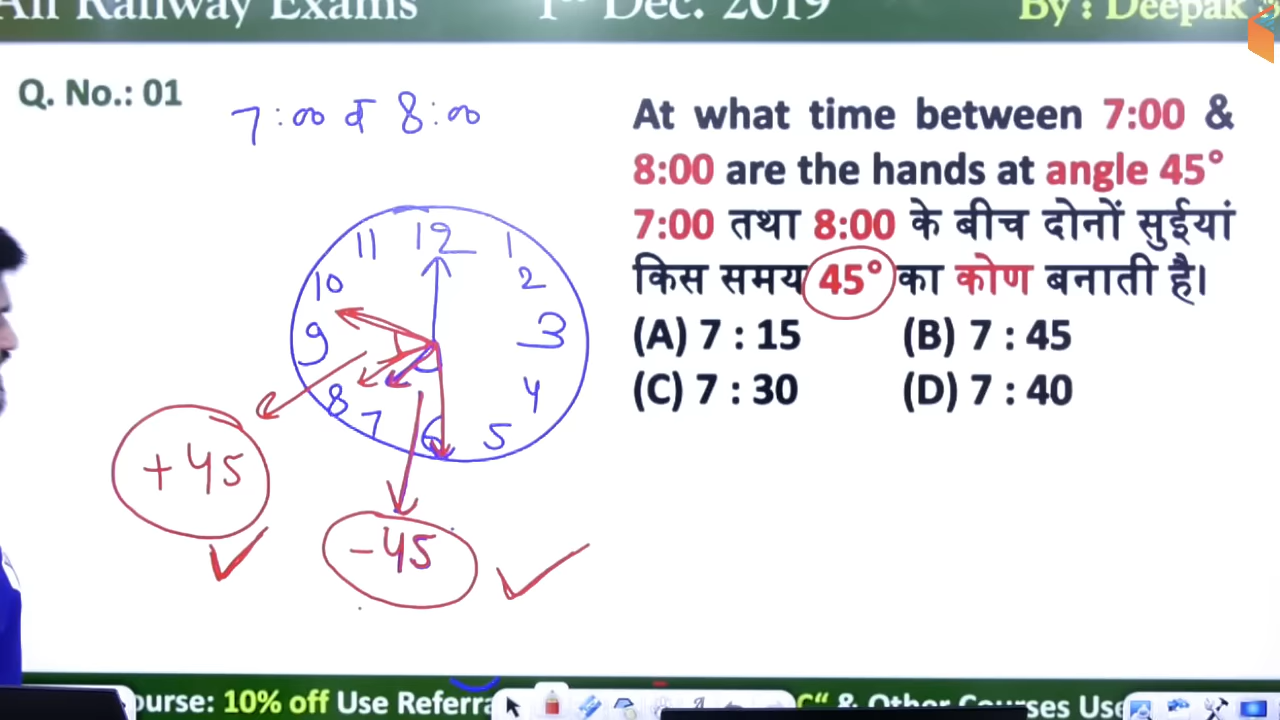 All Railway Exams 1st Dec. 2019 By : Deepak
Q. No.: 01
7:00 व 8:00
At what time between 7:00 &
8:00 are the hands at angle 45°
7:00 तथा 8:00 के बीच दोनों सुईयां
किस समय 45° का कोण बनाती है।
(A) 7 : 15 (B) 7 : 45
(C) 7 : 30 (D) 7 : 40
11 12 1
10 2
9 3
8 4
7 6 5
+45
-45
ourse: 10% off Use Referra C“ & Other Courses Use